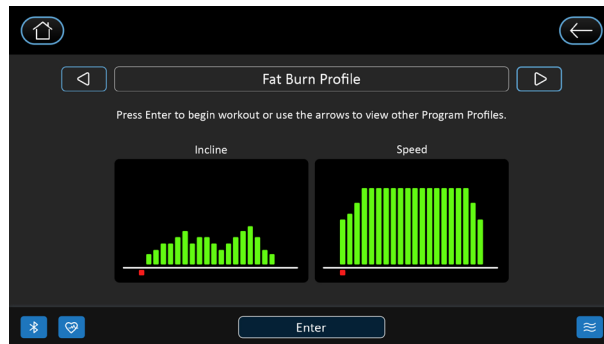 Fat Burn Profile
Press Enter to begin workout or use the arrows to view other Program Profiles.
Incline
Speed
Enter